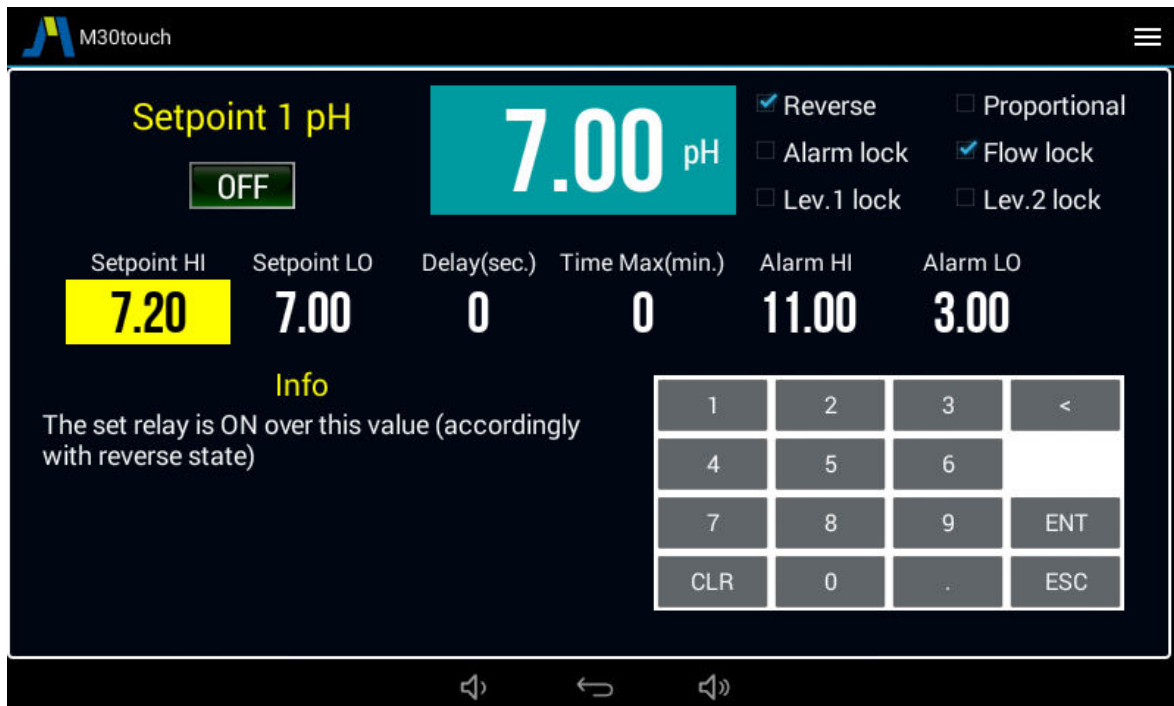 M30touch
Setpoint 1 pH
OFF
7.00 pH
Reverse Proportional
Alarm lock Flow lock
Lev.1 lock Lev.2 lock
Setpoint HI Setpoint LO Delay(sec.) Time Max(min.) Alarm HI Alarm LO
7.20 7.00 0 0 11.00 3.00
Info
The set relay is ON over this value (accordingly
with reverse state)
1 2 3 <
4 5 6
7 8 9 ENT
CLR 0 . ESC